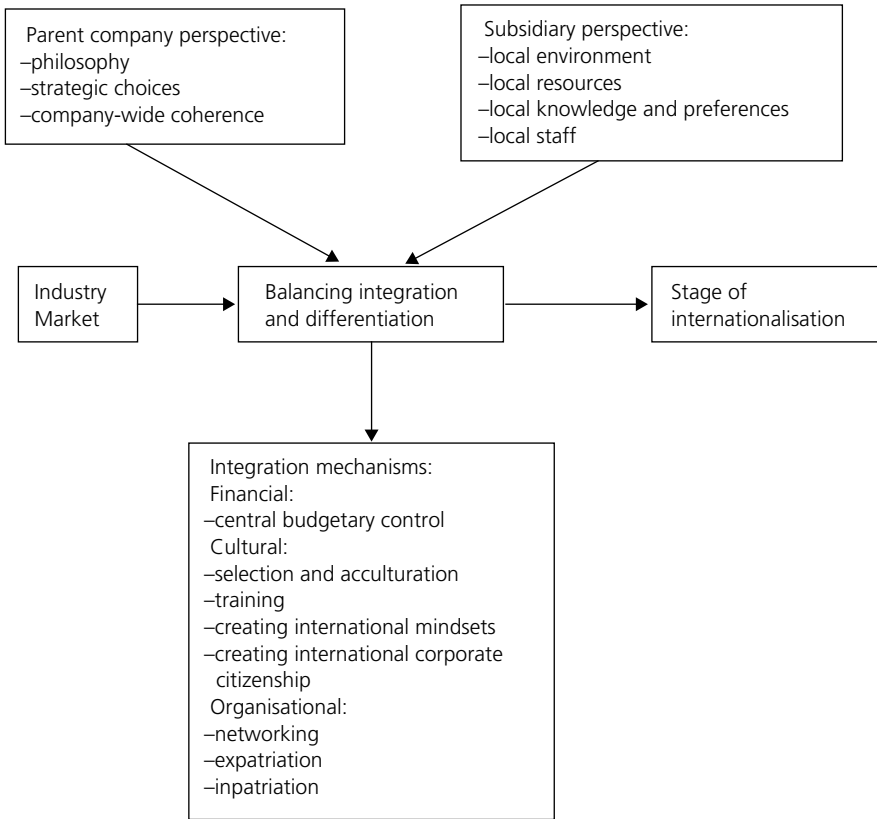 Parent company perspective:
–philosophy
–strategic choices
–company-wide coherence
Subsidiary perspective:
–local environment
–local resources
–local knowledge and preferences
–local staff
Industry
Market
Balancing integration
and differentiation
Stage of
internationalisation
Integration mechanisms:
Financial:
–central budgetary control
Cultural:
–selection and acculturation
–training
–creating international mindsets
–creating international corporate
citizenship
Organisational:
–networking
–expatriation
–inpatriation